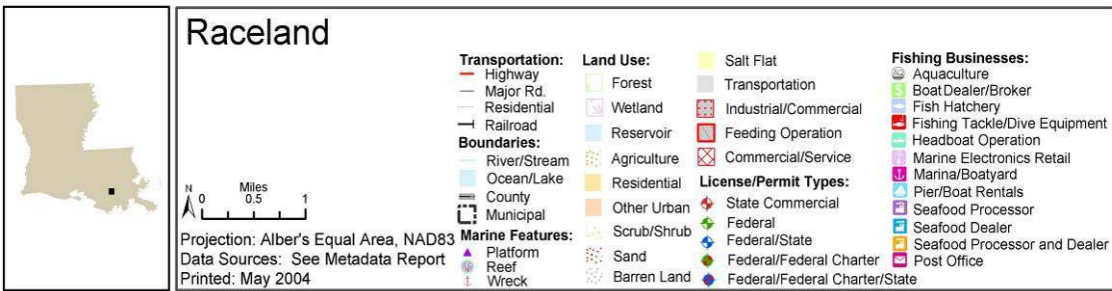 Raceland
N
Miles
0 0.5 1
Projection: Alber's Equal Area, NAD83
Data Sources: See Metadata Report
Printed: May 2004
Transportation:
Highway
Major Rd.
Residential
Railroad
Boundaries:
River/Stream
Ocean/Lake
County
Municipal
Marine Features:
Platform
Reef
Wreck
Land Use:
Forest
Wetland
Reservoir
Agriculture
Residential
Other Urban
Scrub/Shrub
Sand
Barren Land
Salt Flat
Transportation
Industrial/Commercial
Feeding Operation
Commercial/Service
License/Permit Types:
State Commercial
Federal
Federal/State
Federal/Federal Charter
Federal/Federal Charter/State
Fishing Businesses:
Aquaculture
Boat Dealer/Broker
Fish Hatchery
Fishing Tackle/Dive Equipment
Headboat Operation
Marine Electronics Retail
Marina/Boatyard
Pier/Boat Rentals
Seafood Processor
Seafood Dealer
Seafood Processor and Dealer
Post Office